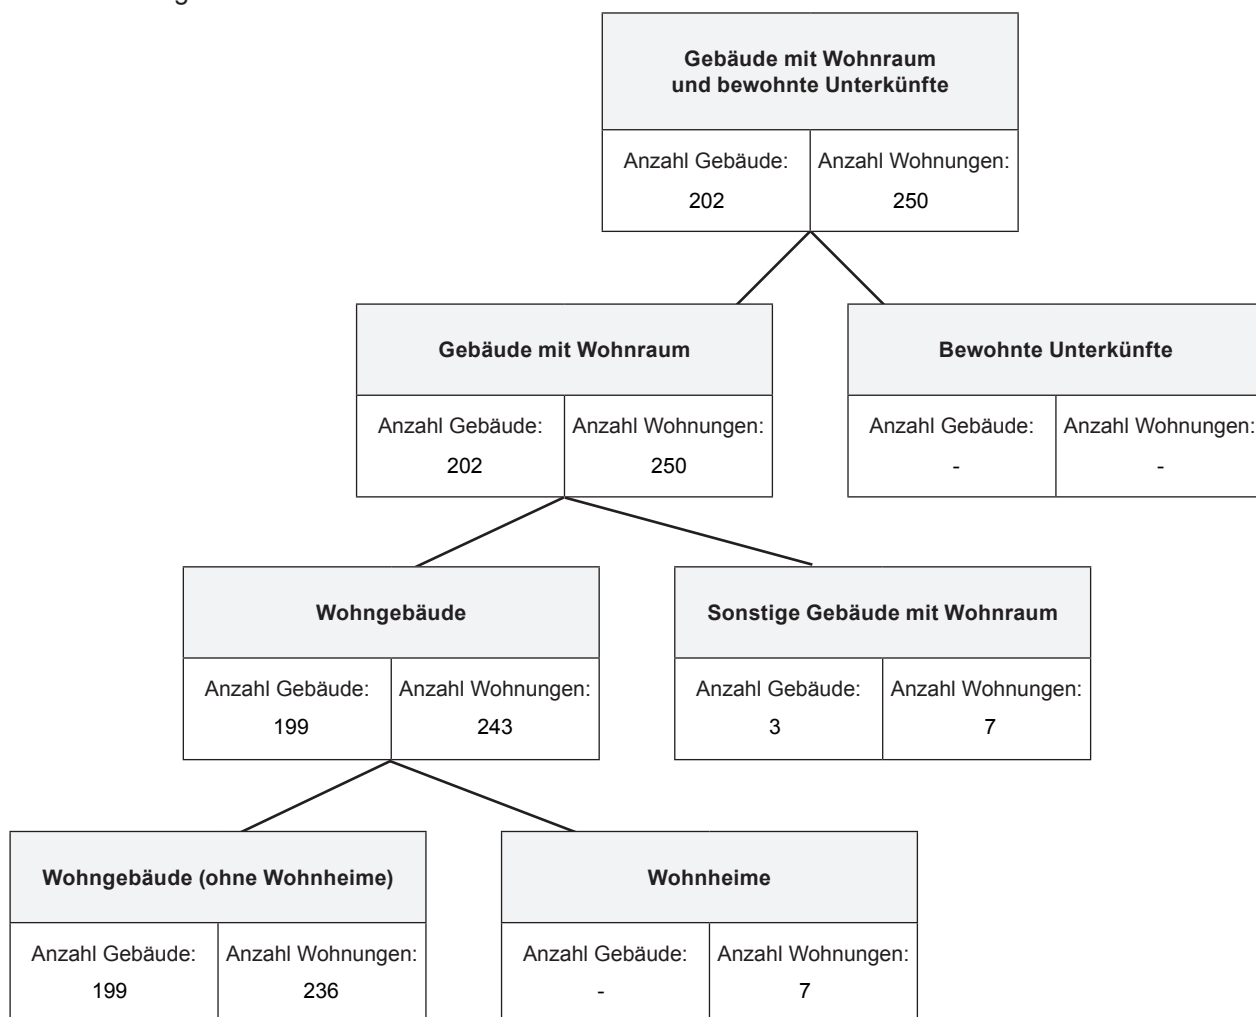 Gebäude mit Wohnraum
und bewohnte Unterkünfte
Anzahl Gebäude: Anzahl Wohnungen:
202 250
Gebäude mit Wohnraum
Anzahl Gebäude: Anzahl Wohnungen:
202 250
Bewohnte Unterkünfte
Anzahl Gebäude: Anzahl Wohnungen:
- -
Wohngebäude
Anzahl Gebäude: Anzahl Wohnungen:
199 243
Sonstige Gebäude mit Wohnraum
Anzahl Gebäude: Anzahl Wohnungen:
3 7
Wohngebäude (ohne Wohnheime)
Anzahl Gebäude: Anzahl Wohnungen:
199 236
Wohnheime
Anzahl Gebäude: Anzahl Wohnungen:
- 7